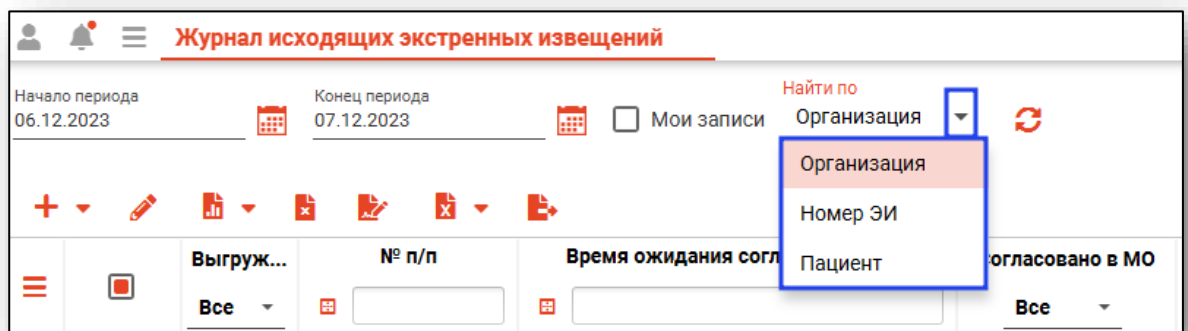 Журнал исходящих экстренных извещений
Начало периода
06.12.2023
Конец периода
07.12.2023
Мои записи
Найти по
Организация
Организация
Номер ЭИ
Пациент
Выгруж...
№ п/п
Время ожидания согл
огласовано в МО
Все
Все